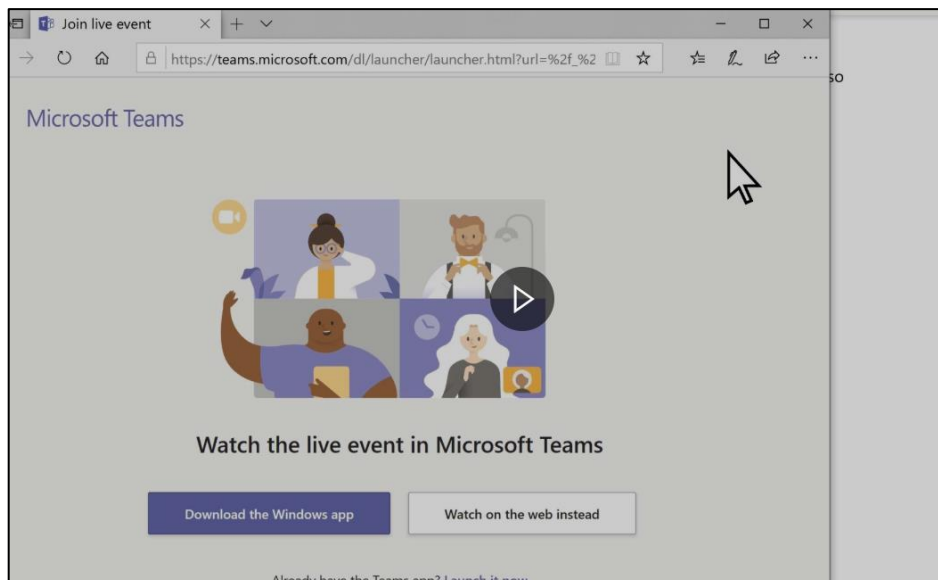 Join live event
https://teams.microsoft.com/dl/launcher/launcher.html?url=%2f_%2
so
Microsoft Teams
Watch the live event in Microsoft Teams
Download the Windows app
Watch on the web instead
Already have the Teams app? Launch it now